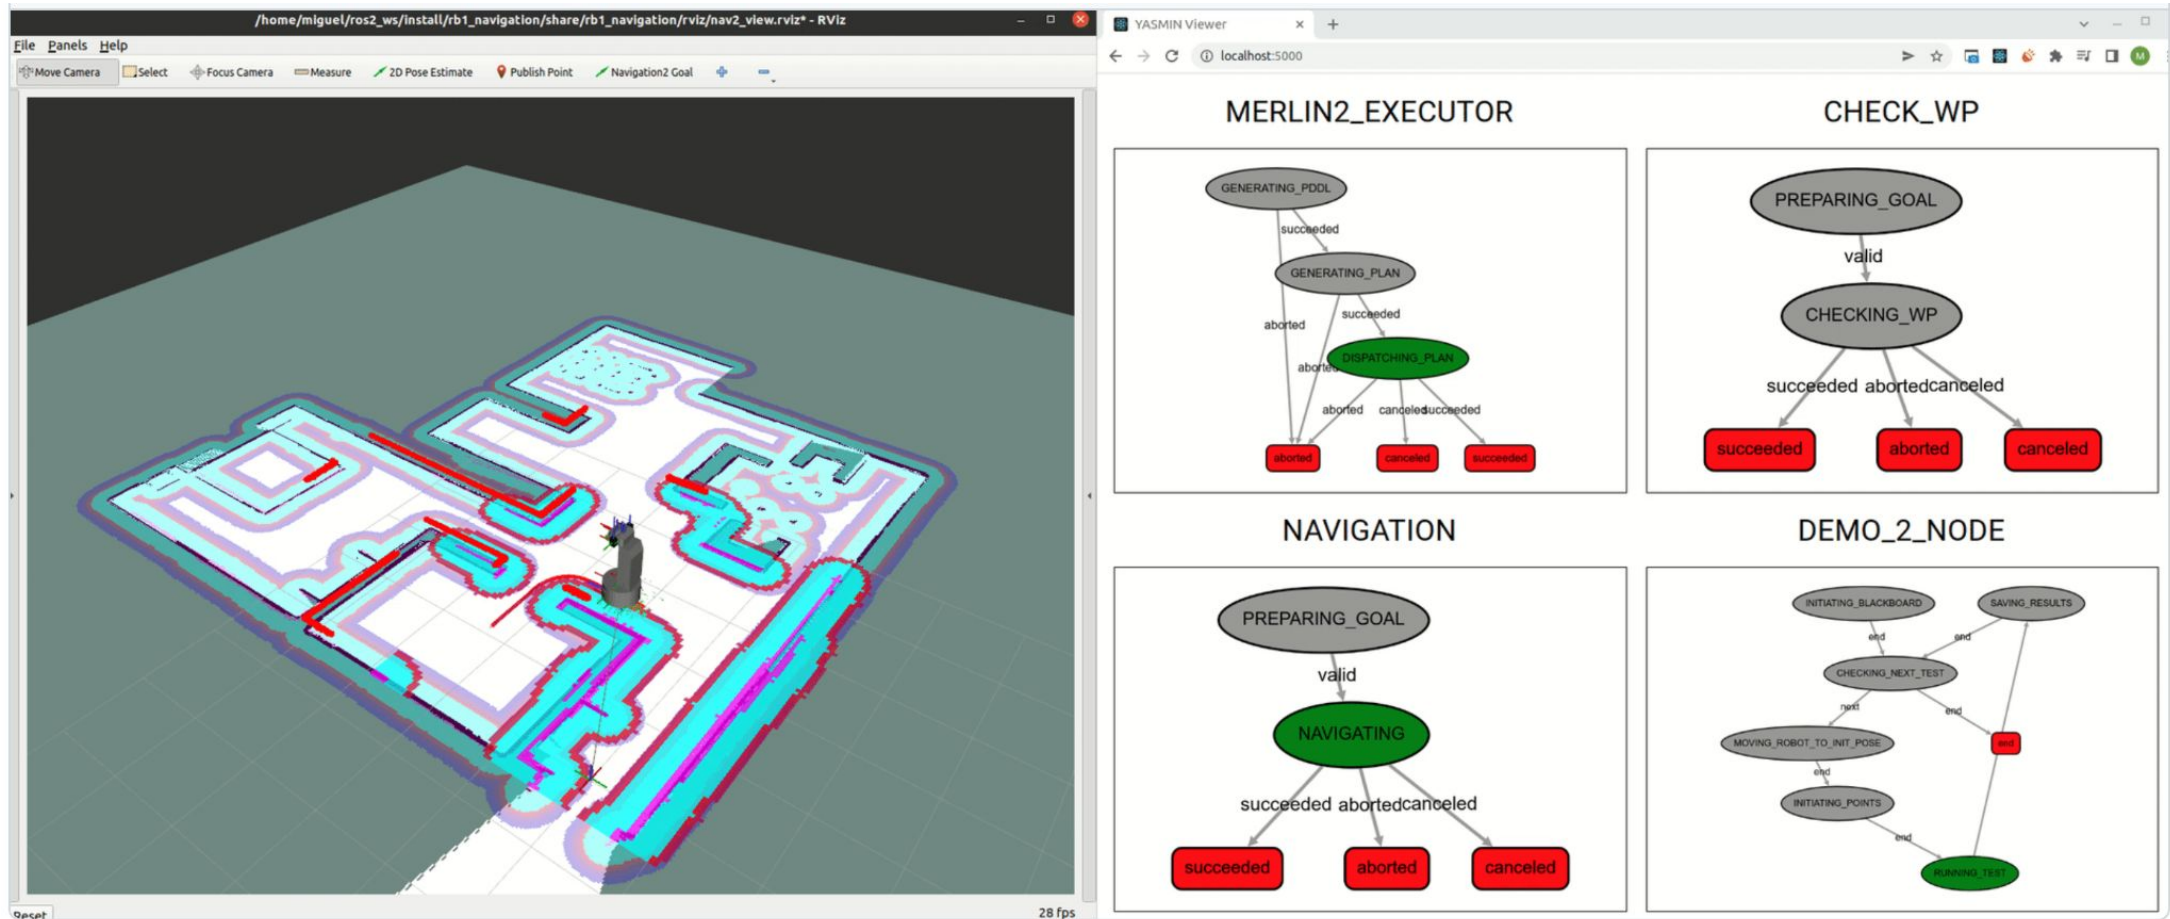 /home/miguel/ros2_ws/install/rb1_navigation/share/rb1_navigation/rviz/nav2_view.rviz* - RViz
File Panels Help
Move Camera Select Focus Camera Measure 2D Pose Estimate Publish Point Navigation2 Goal
Reset
28 fps
YASMIN Viewer
localhost:5000
M
MERLIN2_EXECUTOR
GENERATING_PDDL
succeeded
GENERATING_PLAN
succeeded
aborted
aborted
DISPATCHING_PLAN
aborted canceled succeeded
aborted canceled succeeded
CHECK_WP
PREPARING_GOAL
valid
CHECKING_WP
succeeded aborted canceled
succeeded aborted canceled
NAVIGATION
PREPARING_GOAL
valid
NAVIGATING
succeeded aborted canceled
succeeded aborted canceled
DEMO_2_NODE
INITIATING_BLACKBOARD SAVING_RESULTS
end end
CHECKING_NEXT_TEST
next end
MOVING_ROBOT_TO_INIT_POSE end
end
INITIATING_POINTS
end
RUNNING_TEST